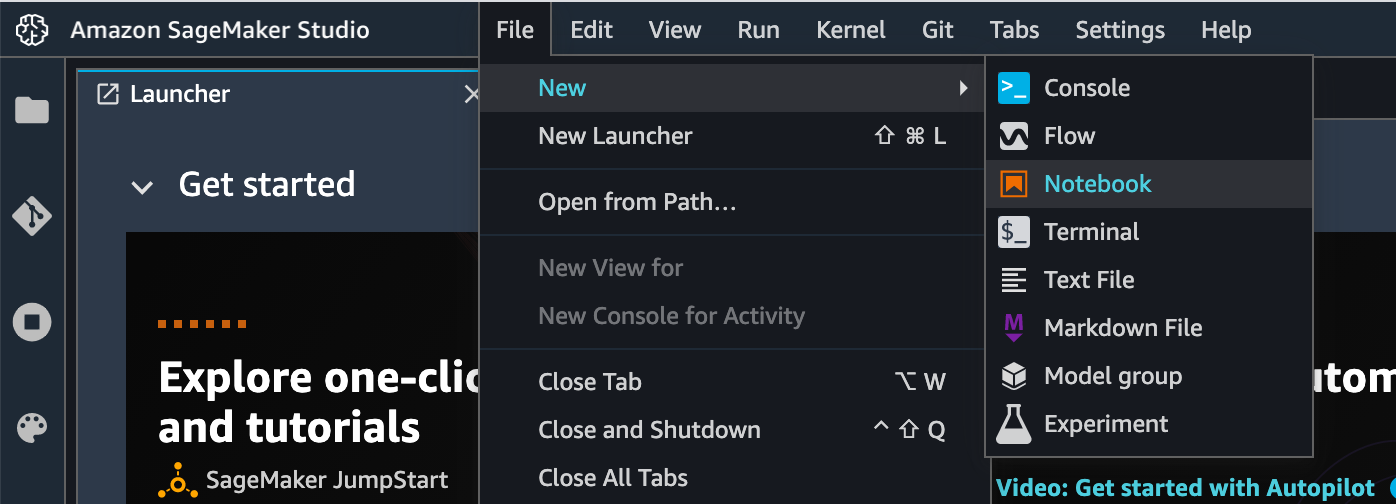 Amazon SageMaker Studio
File Edit View Run Kernel Git Tabs Settings Help
Launcher
Get started
Explore one-clic
and tutorials
SageMaker JumpStart
New
New Launcher ⇧ ⌘ L
Open from Path…
New View for
New Console for Activity
Close Tab ⌥ W
Close and Shutdown ^ ⇧ Q
Close All Tabs
>_ Console
Flow
Notebook
$_ Terminal
Text File
M Markdown File
Model group
Experiment
utom
Video: Get started with Autopilot